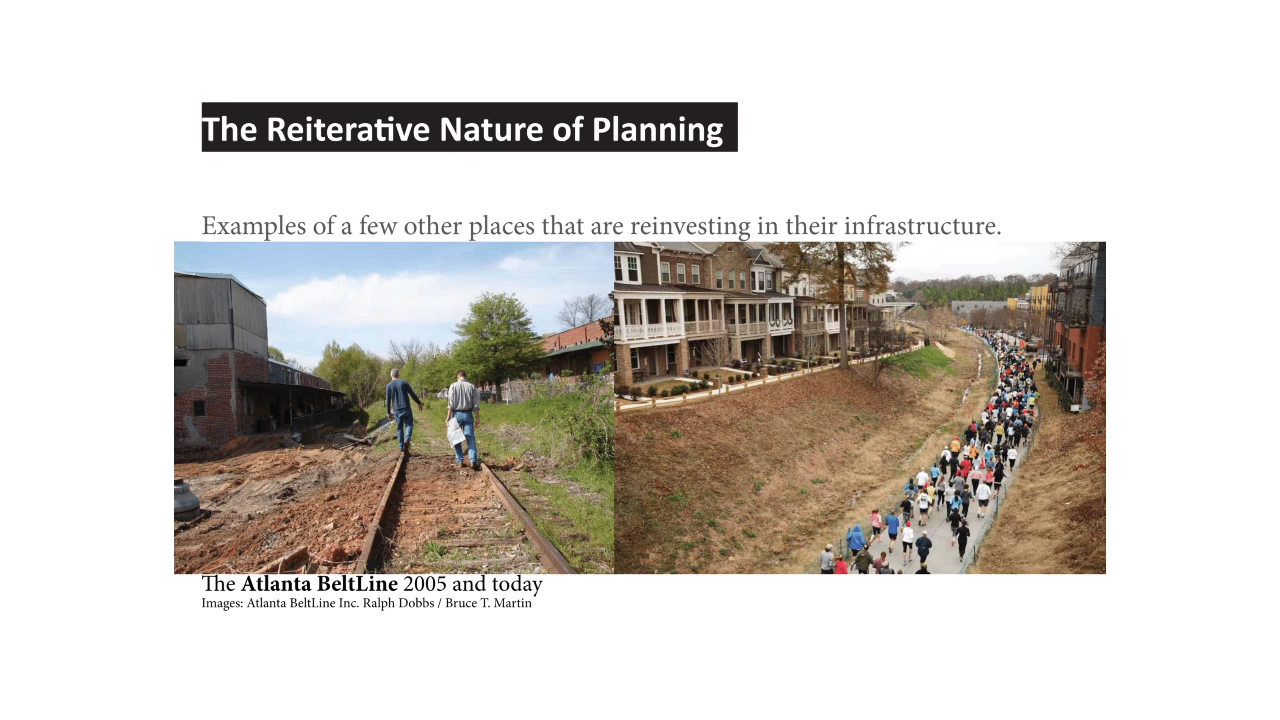 The Reiterative Nature of Planning
Examples of a few other places that are reinvesting in their infrastructure.
The Atlanta BeltLine 2005 and today
Images: Atlanta BeltLine Inc. Ralph Dobbs / Bruce T. Martin